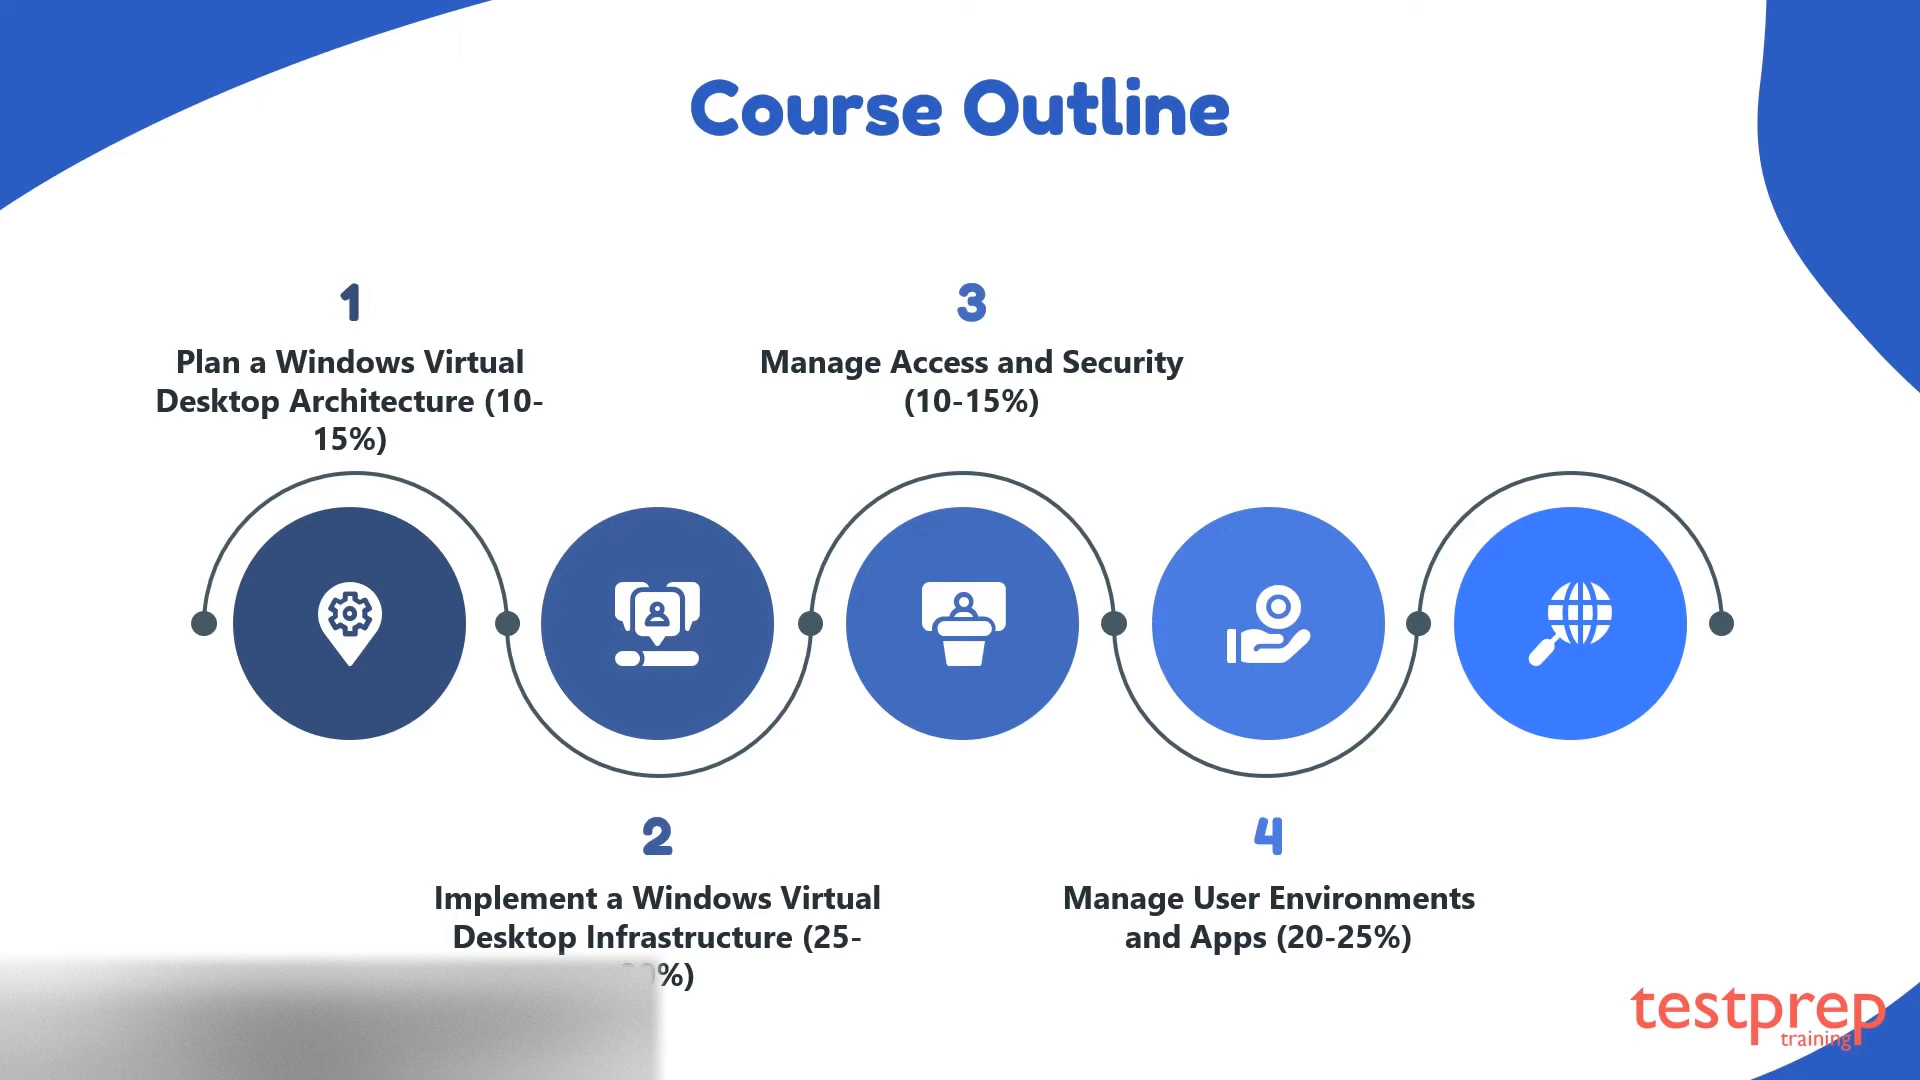 Course Outline
1
Plan a Windows Virtual
Desktop Architecture (10-
15%)
3
Manage Access and Security
(10-15%)
2
Implement a Windows Virtual
Desktop Infrastructure (25-
%)
4
Manage User Environments
and Apps (20-25%)
testprep
training